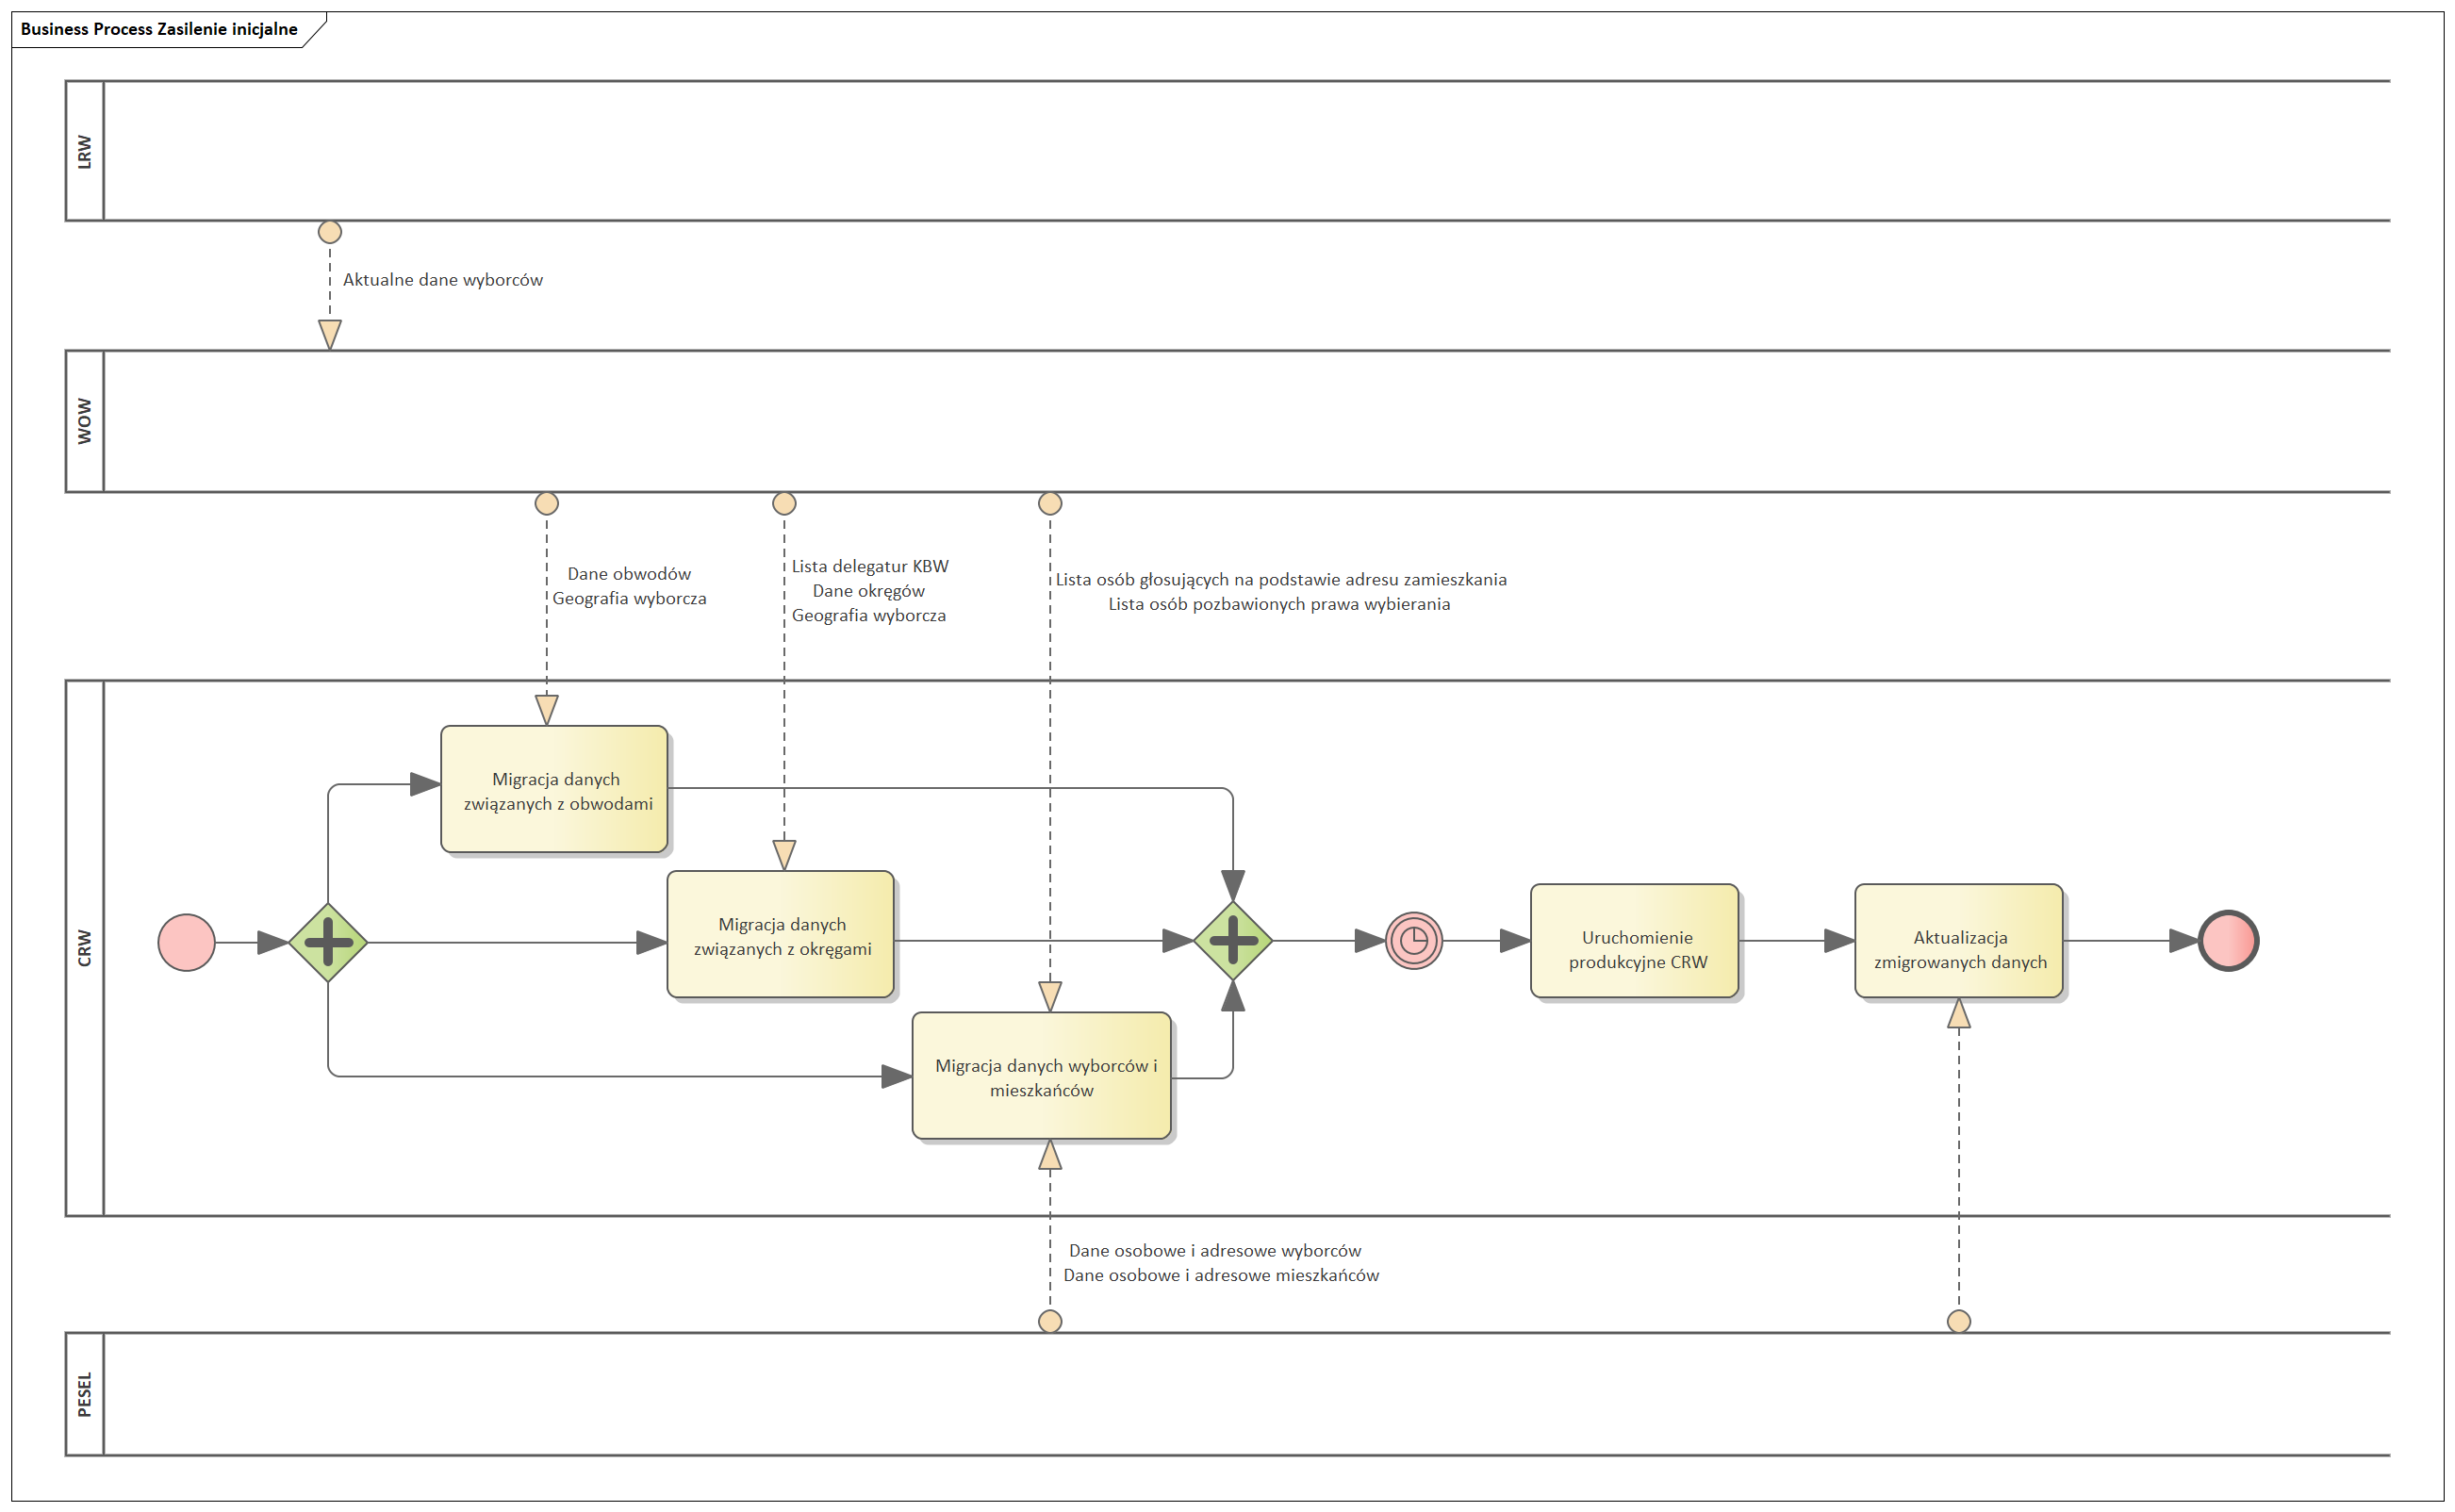 Business Process Zasilenie inicjalne
LRW
Aktualne dane wyborców
WOW
Dane obwodów
Geografia wyborcza
Lista delegatur KBW
Dane okręgów
Geografia wyborcza
Lista osób głosujących na podstawie adresu zamieszkania
Lista osób pozbawionych prawa wybierania
CRW
Migracja danych
związanych z obwodami
Migracja danych
związanych z okręgami
Migracja danych wyborców i
mieszkańców
Uruchomienie
produkcyjne CRW
Aktualizacja
zmigrowanych danych
Dane osobowe i adresowe wyborców
Dane osobowe i adresowe mieszkańców
PESEL